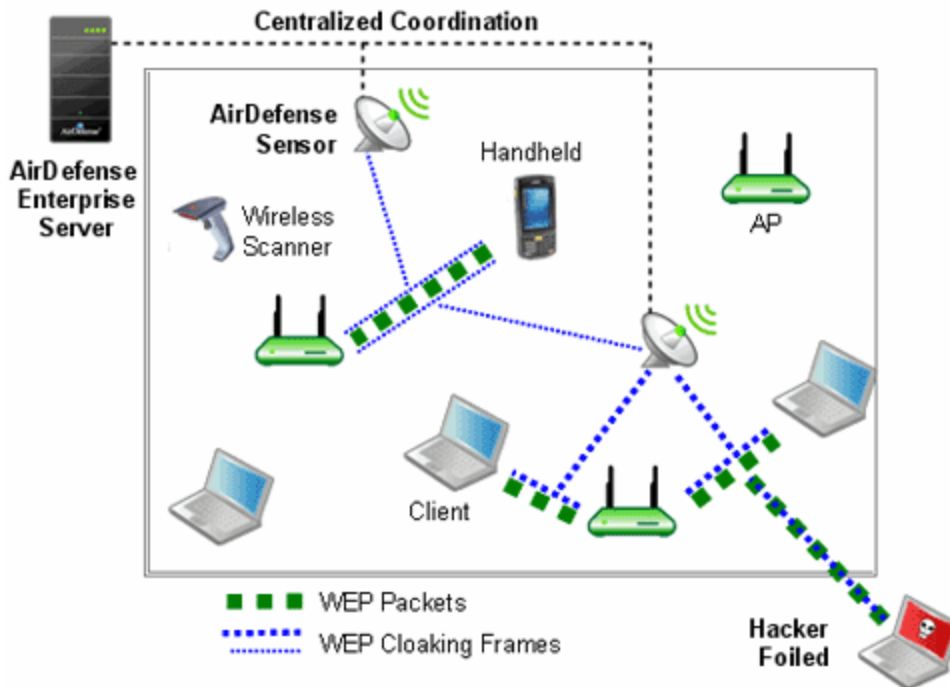 Centralized Coordination
AirDefense
AirDefense
Enterprise
Server
AirDefense
Sensor
Handheld
Wireless
Scanner
AP
Client
WEP Packets
WEP Cloaking Frames
Hacker
Foiled